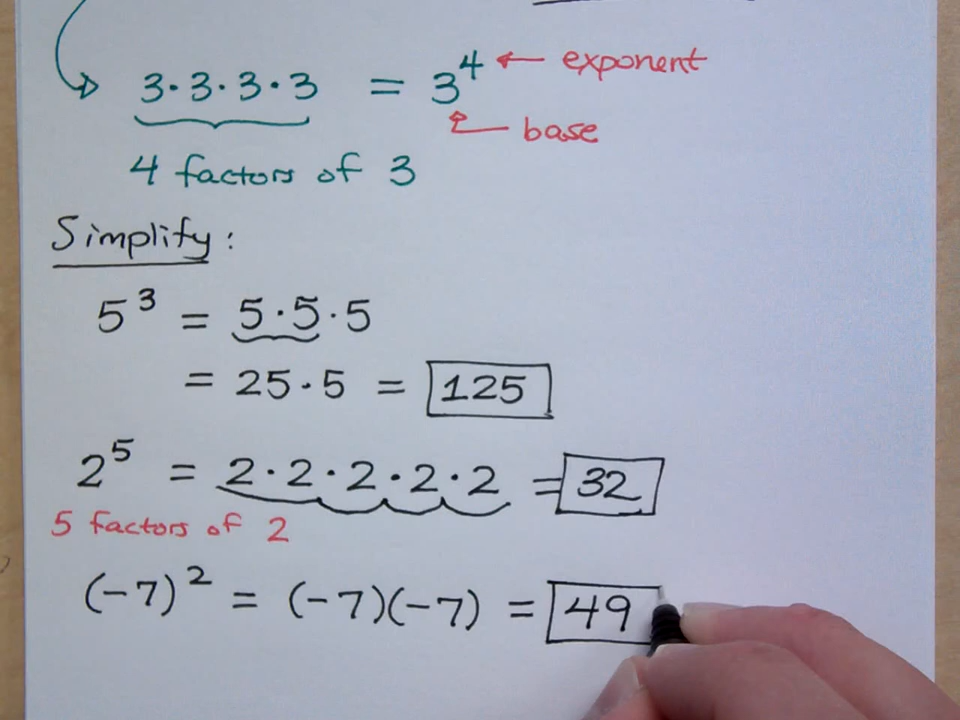 3·3·3·3 = 3⁴ ← exponent
base
4 factors of 3
Simplify:
5³ = 5·5·5
= 25·5 = 125
2⁵ = 2·2·2·2·2 = 32
5 factors of 2
(-7)² = (-7)(-7) = 49